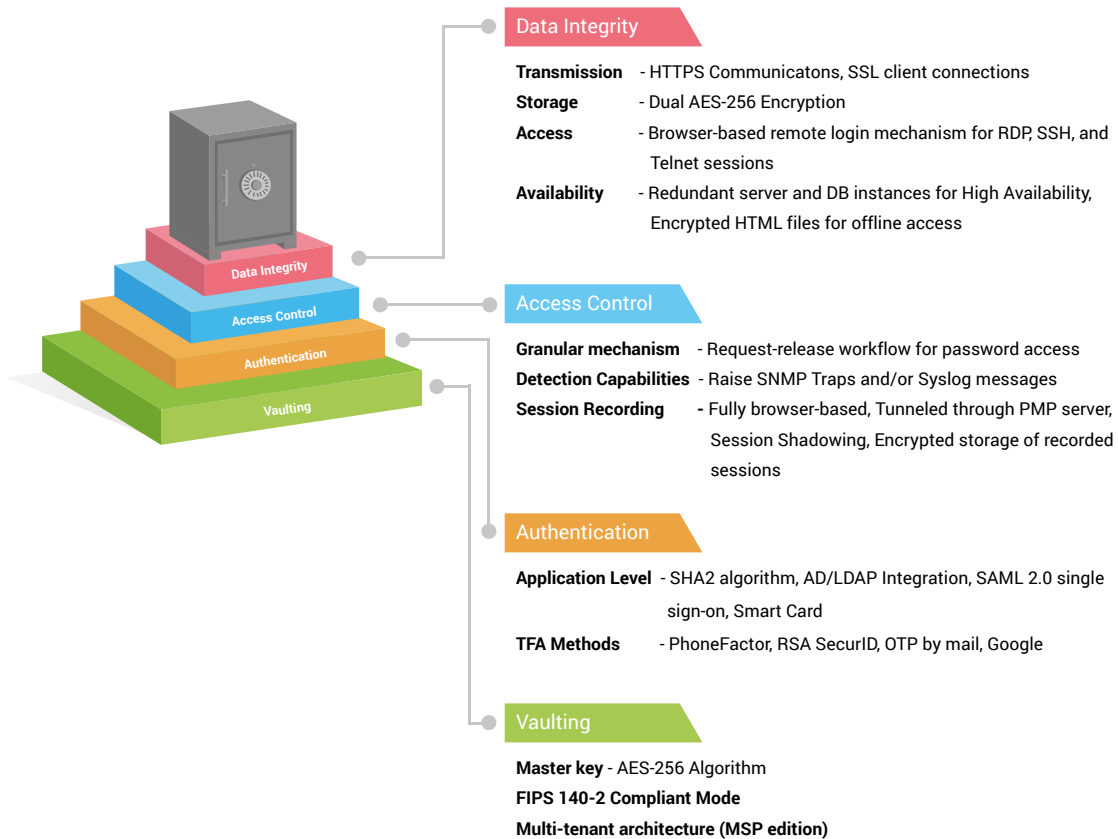 Data Integrity
Transmission - HTTPS Communicatons, SSL client connections
Storage - Dual AES-256 Encryption
Access - Browser-based remote login mechanism for RDP, SSH, and
Telnet sessions
Availability - Redundant server and DB instances for High Availability,
Encrypted HTML files for offline access
Data Integrity
Access Control
Authentication
Vaulting
Access Control
Granular mechanism - Request-release workflow for password access
Detection Capabilities - Raise SNMP Traps and/or Syslog messages
Session Recording - Fully browser-based, Tunneled through PMP server,
Session Shadowing, Encrypted storage of recorded
sessions
Authentication
Application Level - SHA2 algorithm, AD/LDAP Integration, SAML 2.0 single
sign-on, Smart Card
TFA Methods - PhoneFactor, RSA SecurID, OTP by mail, Google
Vaulting
Master key - AES-256 Algorithm
FIPS 140-2 Compliant Mode
Multi-tenant architecture (MSP edition)